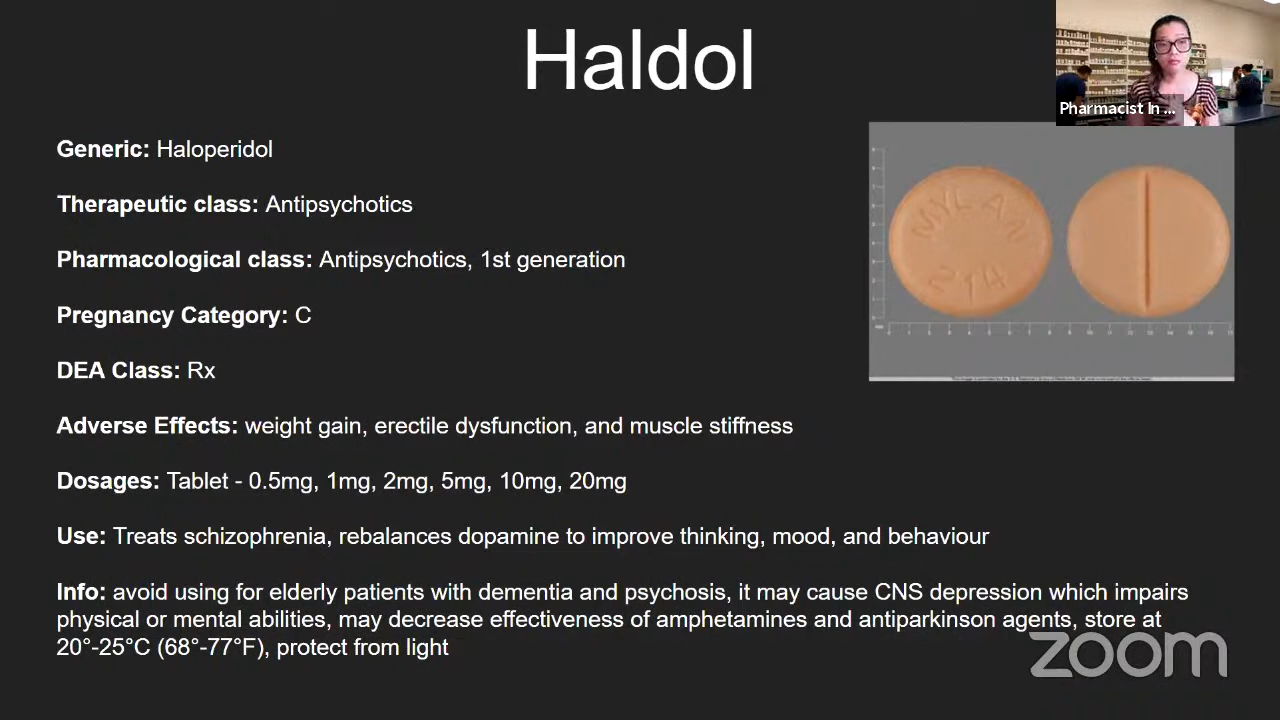 Haldol
Pharmacist In ...
Generic: Haloperidol
Therapeutic class: Antipsychotics
Pharmacological class: Antipsychotics, 1st generation
Pregnancy Category: C
DEA Class: Rx
Adverse Effects: weight gain, erectile dysfunction, and muscle stiffness
Dosages: Tablet - 0.5mg, 1mg, 2mg, 5mg, 10mg, 20mg
Use: Treats schizophrenia, rebalances dopamine to improve thinking, mood, and behaviour
Info: avoid using for elderly patients with dementia and psychosis, it may cause CNS depression which impairs
physical or mental abilities, may decrease effectiveness of amphetamines and antiparkinson agents, store at
20°-25°C (68°-77°F), protect from light
MYLAN
214
zoom